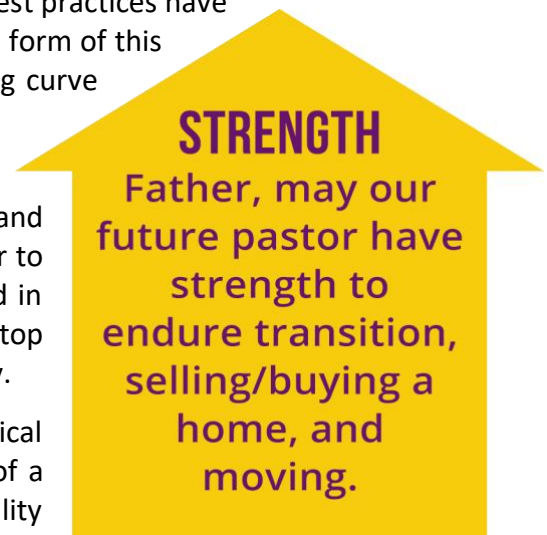 est practices have
form of this
g curve
and
r to
d in
top
y.
ical
of a
lity
STRENGTH
Father, may our
future pastor have
strength to
endure transition,
selling/buying a
home, and
moving.